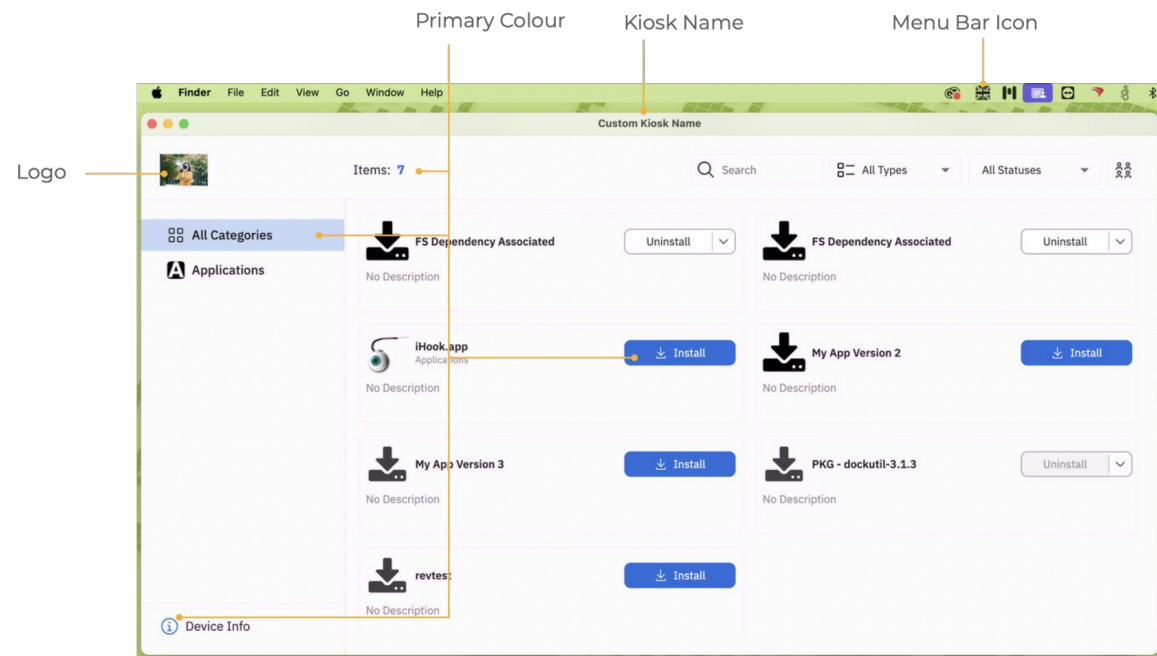 Primary Colour
Kiosk Name
Menu Bar Icon
Finder File Edit View Go Window Help
Custom Kiosk Name
Logo
Items: 7
Search
All Types
All Statuses
All Categories
Applications
FS Dependency Associated
Uninstall
No Description
FS Dependency Associated
Uninstall
No Description
iHook.app
Applications
Install
No Description
My App Version 2
Install
No Description
My App Version 3
Install
No Description
PKG - dockutil-3.1.3
Uninstall
No Description
revtest
Install
No Description
Device Info